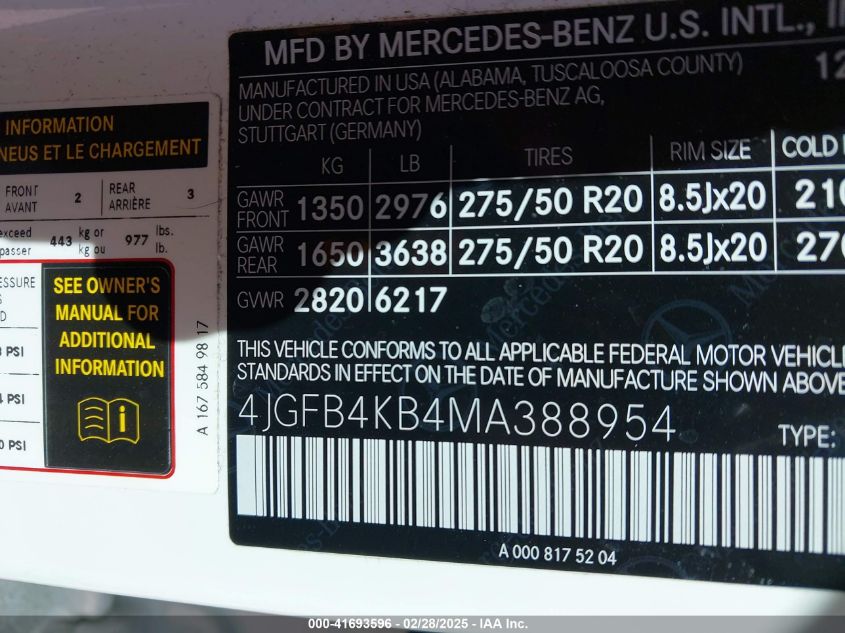 INFORMATION
NEUS ET LE CHARGEMENT
FRONT
AVANT
2
REAR
ARRIÈRE
3
exceed
passer
443
kg or
kg ou
977
lbs.
lb.
SEE OWNER'S
MANUAL FOR
ADDITIONAL
INFORMATION
PSI
PSI
0 PSI
A 167 584 98 17
MFD BY MERCEDES-BENZ U.S. INTL.,
MANUFACTURED IN USA (ALABAMA, TUSCALOOSA COUNTY)
UNDER CONTRACT FOR MERCEDES-BENZ AG,
STUTTGART (GERMANY)
12
KG LB TIRES RIM SIZE COLD
GAWR FRONT 1350 2976 275/50 R20 8.5Jx20 210
GAWR REAR 1650 3638 275/50 R20 8.5Jx20 270
GVWR 2820 6217
THIS VEHICLE CONFORMS TO ALL APPLICABLE FEDERAL MOTOR VEHICLE
STANDARDS IN EFFECT ON THE DATE OF MANUFACTURE SHOWN ABOVE
4JGFB4KB4MA388954
TYPE:
A 000 817 52 04
000-41693596 - 02/28/2025 - IAA Inc.